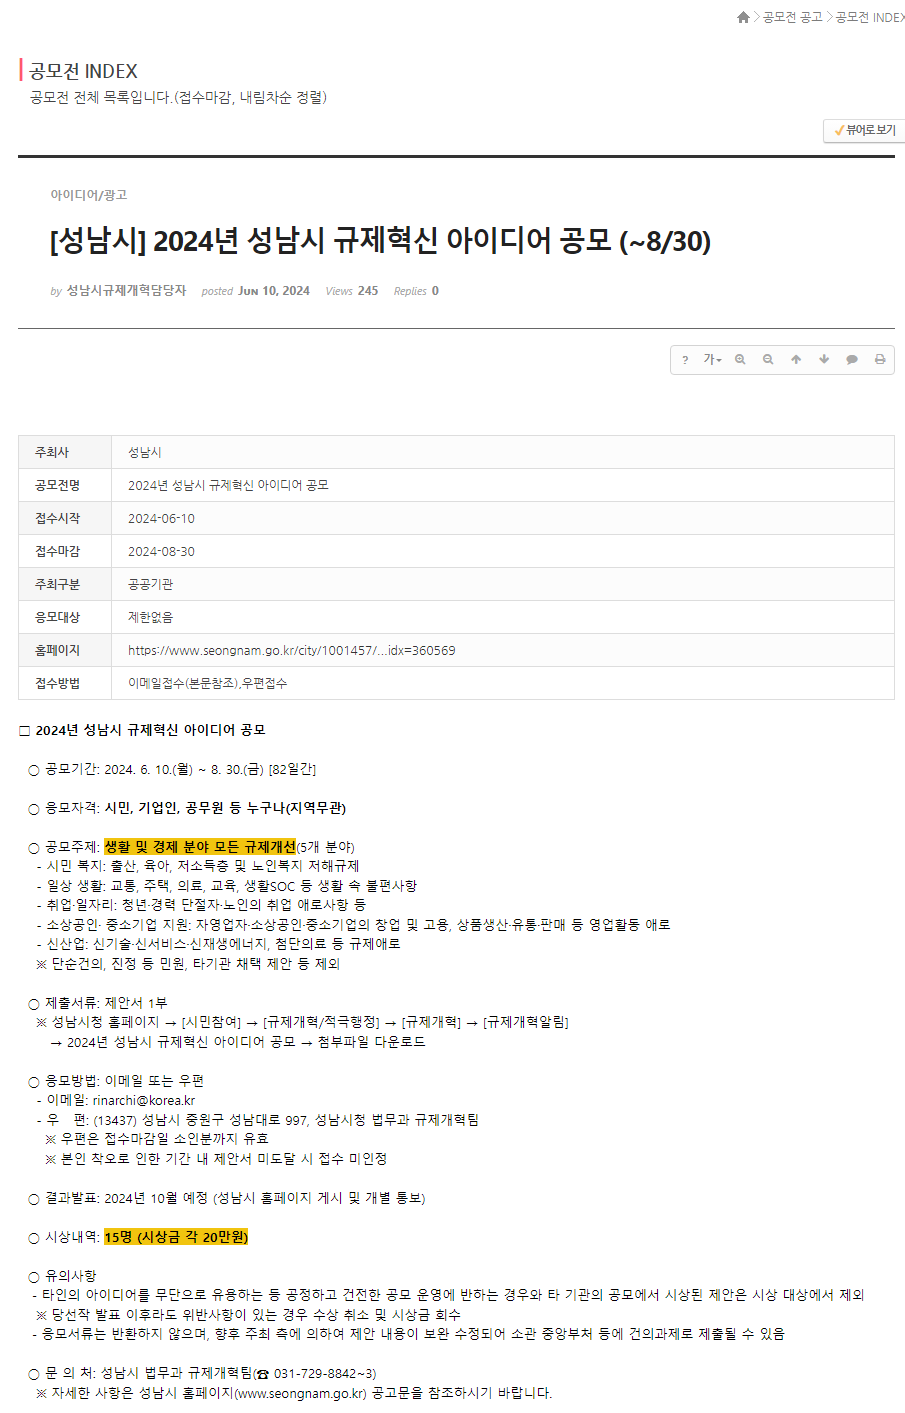 공모전 공고 > 공모전 INDEX
공모전 INDEX
공모전 전체 목록입니다.(접수마감, 내림차순 정렬)
뷰어로 보기
아이디어/광고
[성남시] 2024년 성남시 규제혁신 아이디어 공모 (~8/30)
by 성남시규제개혁담당자 posted Jun 10, 2024 Views 245 Replies 0
? 가
주최사 성남시
공모전명 2024년 성남시 규제혁신 아이디어 공모
접수시작 2024-06-10
접수마감 2024-08-30
주최구분 공공기관
응모대상 제한없음
홈페이지 https://www.seongnam.go.kr/city/1001457/...idx=360569
접수방법 이메일접수(본문참조),우편접수
□ 2024년 성남시 규제혁신 아이디어 공모
○ 공모기간: 2024. 6. 10.(월) ~ 8. 30.(금) [82일간]
○ 응모자격: 시민, 기업인, 공무원 등 누구나(지역무관)
○ 공모주제: 생활 및 경제 분야 모든 규제개선(5개 분야)
- 시민 복지: 출산, 육아, 저소득층 및 노인복지 저해규제
- 일상 생활: 교통, 주택, 의료, 교육, 생활SOC 등 생활 속 불편사항
- 취업·일자리: 청년·경력 단절자·노인의 취업 애로사항 등
- 소상공인· 중소기업 지원: 자영업자·소상공인·중소기업의 창업 및 고용, 상품생산·유통·판매 등 영업활동 애로
- 신산업: 신기술·신서비스·신재생에너지, 첨단의료 등 규제애로
※ 단순건의, 진정 등 민원, 타기관 채택 제안 등 제외
○ 제출서류: 제안서 1부
※ 성남시청 홈페이지 → [시민참여] → [규제개혁/적극행정] → [규제개혁] → [규제개혁알림]
→ 2024년 성남시 규제혁신 아이디어 공모 → 첨부파일 다운로드
○ 응모방법: 이메일 또는 우편
- 이메일: rinarchi@korea.kr
- 우 편: (13437) 성남시 중원구 성남대로 997, 성남시청 법무과 규제개혁팀
※ 우편은 접수마감일 소인분까지 유효
※ 본인 착오로 인한 기간 내 제안서 미도달 시 접수 미인정
○ 결과발표: 2024년 10월 예정 (성남시 홈페이지 게시 및 개별 통보)
○ 시상내역: 15명 (시상금 각 20만원)
○ 유의사항
- 타인의 아이디어를 무단으로 유용하는 등 공정하고 건전한 공모 운영에 반하는 경우와 타 기관의 공모에서 시상된 제안은 시상 대상에서 제외
※ 당선작 발표 이후라도 위반사항이 있는 경우 수상 취소 및 시상금 회수
- 응모서류는 반환하지 않으며, 향후 주최 측에 의하여 제안 내용이 보완 수정되어 소관 중앙부처 등에 건의과제로 제출될 수 있음
○ 문 의 처: 성남시 법무과 규제개혁팀(☎ 031-729-8842~3)
※ 자세한 사항은 성남시 홈페이지(www.seongnam.go.kr) 공고문을 참조하시기 바랍니다.